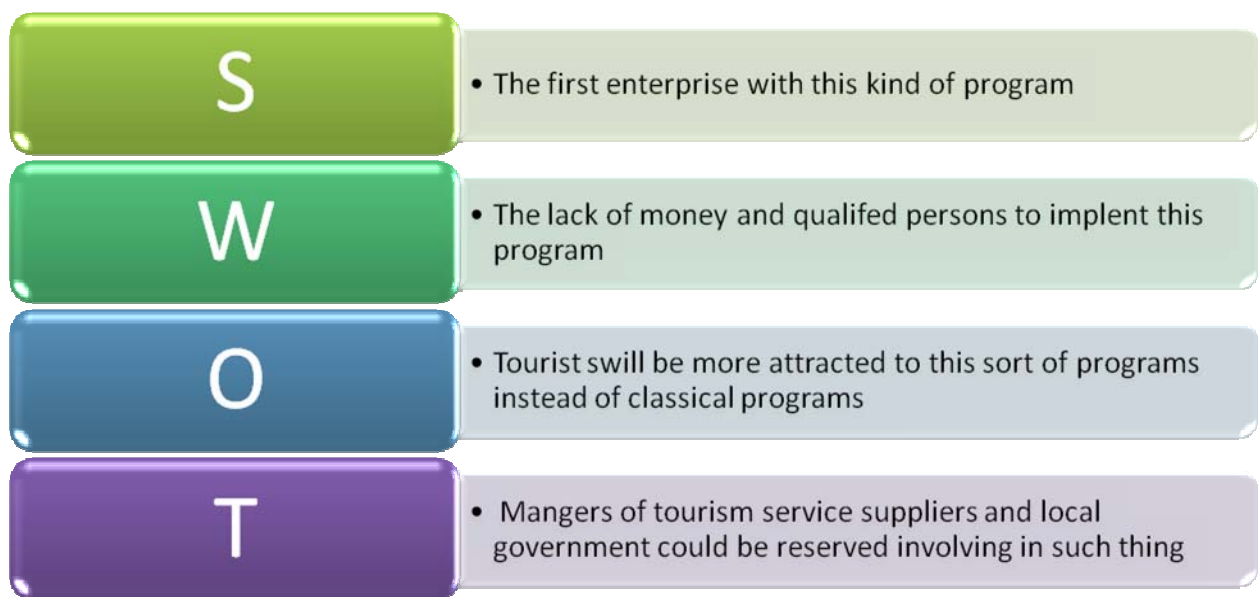 S
• The first enterprise with this kind of program
W
• The lack of money and qualifed persons to implent this
program
O
• Tourist swill be more attracted to this sort of programs
instead of classical programs
T
• Mangers of tourism service suppliers and local
government could be reserved involving in such thing